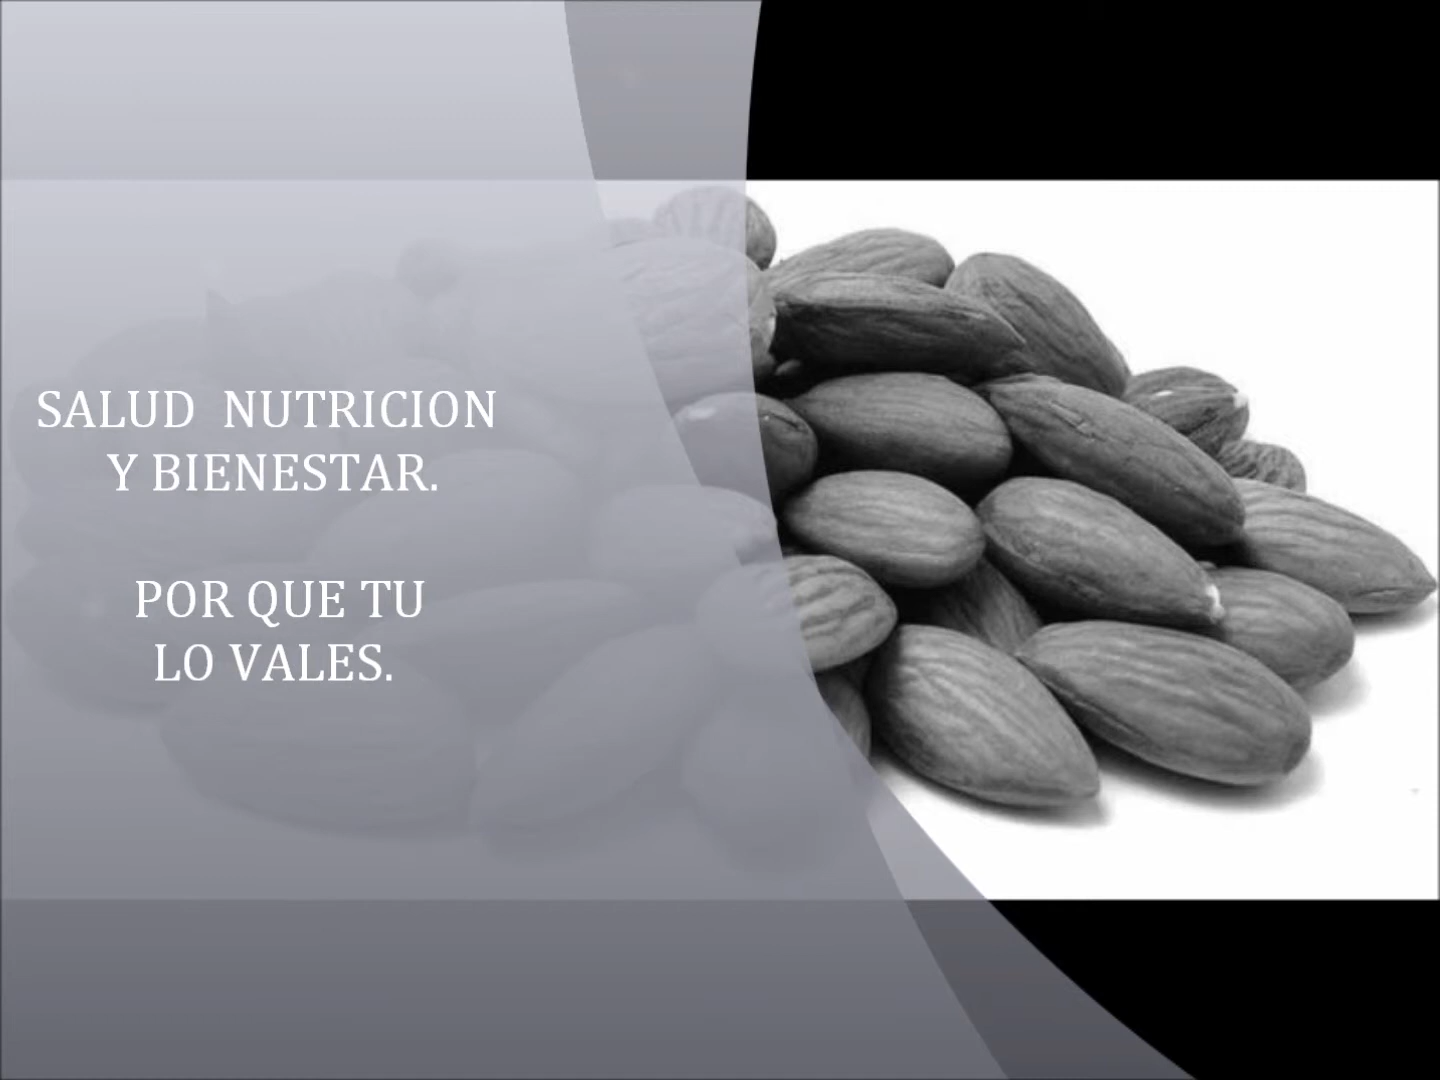 SALUD  NUTRICION
Y BIENESTAR.
POR QUE TU
LO VALES.